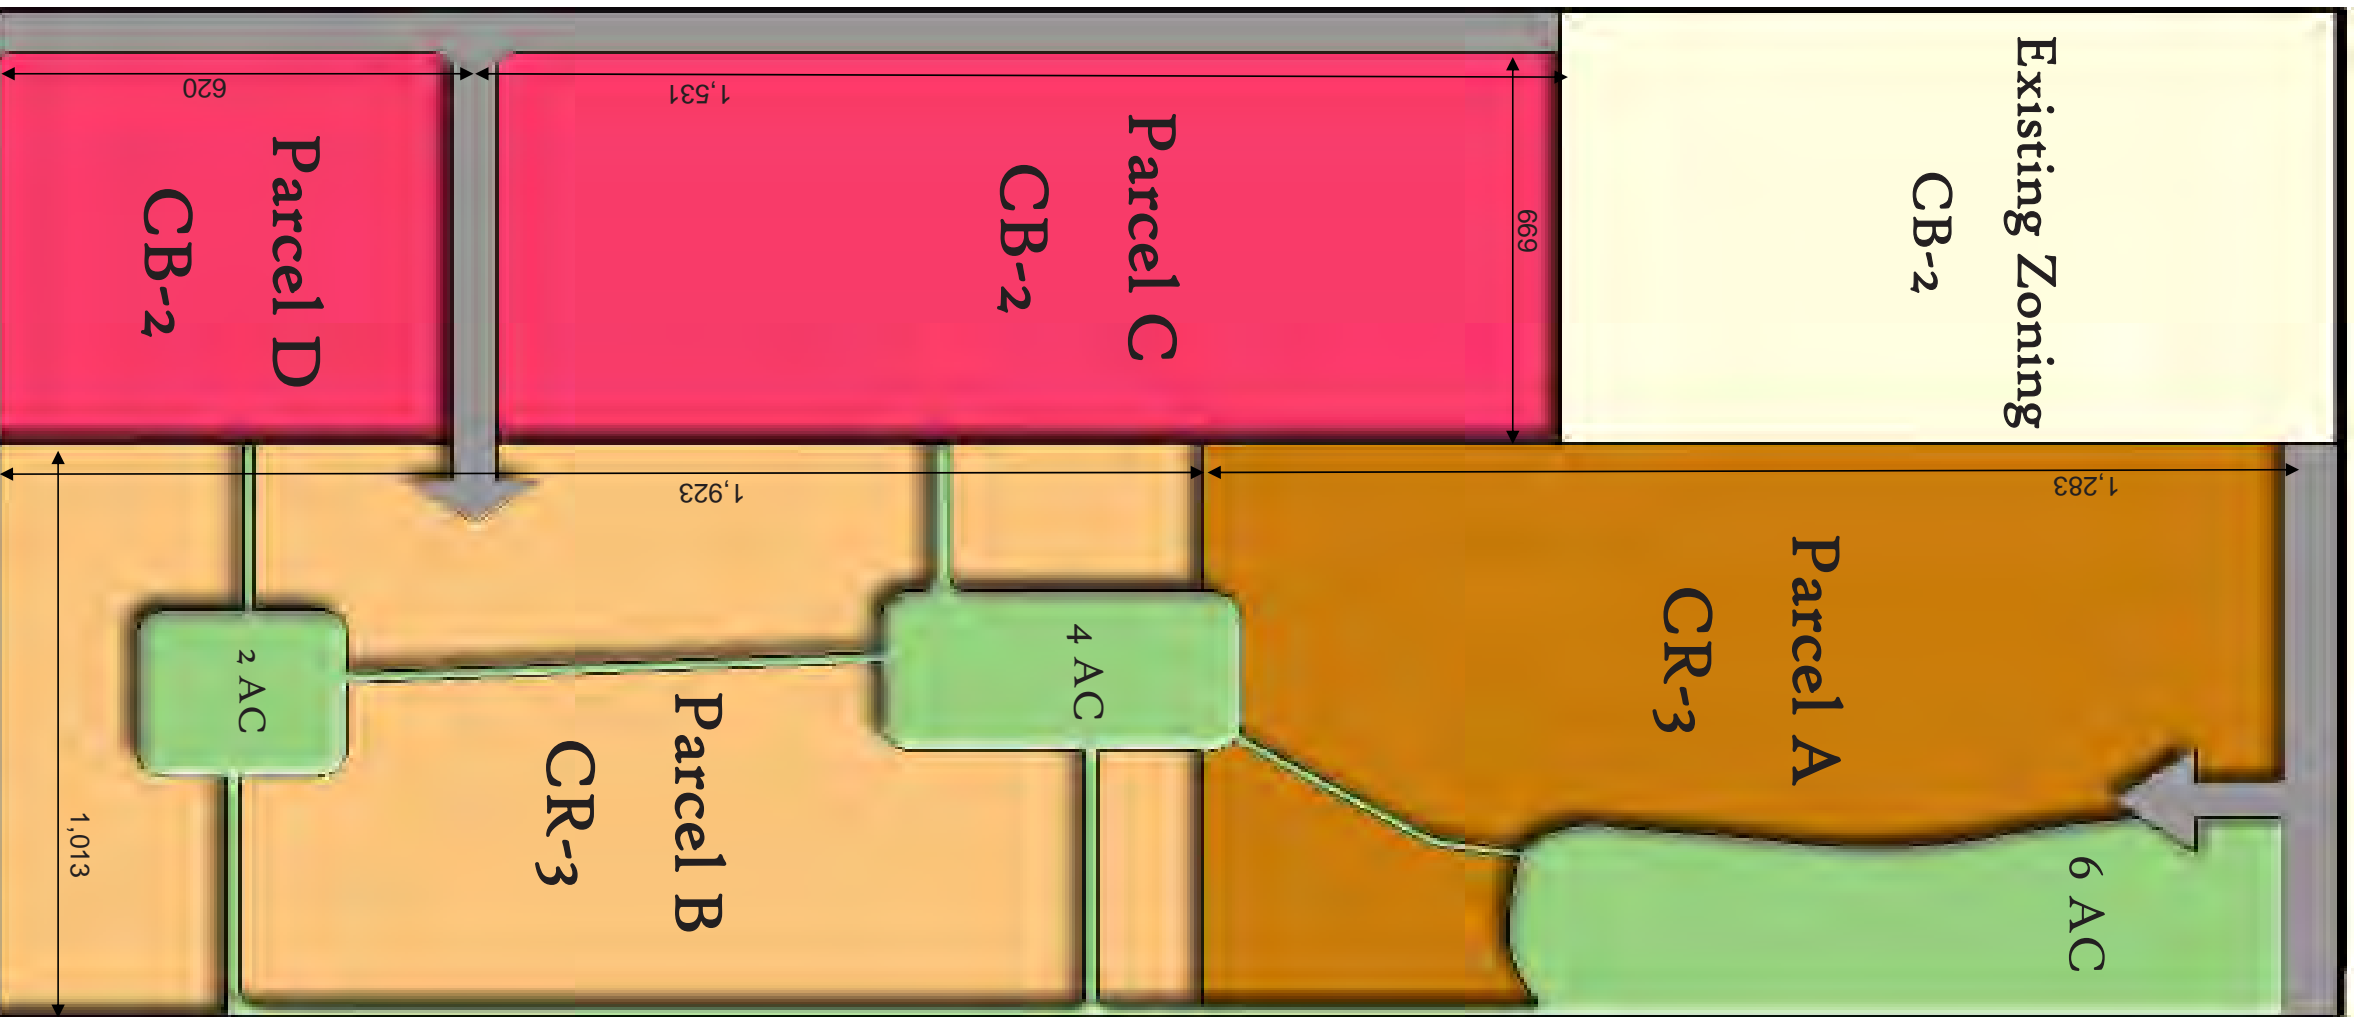 Existing Zoning
CB-2
Parcel C
CB-2
Parcel D
CB-2
620
1,531
699
1,283
1,923
1,013
Parcel A
CR-3
Parcel B
CR-3
6 AC
4 AC
2 AC